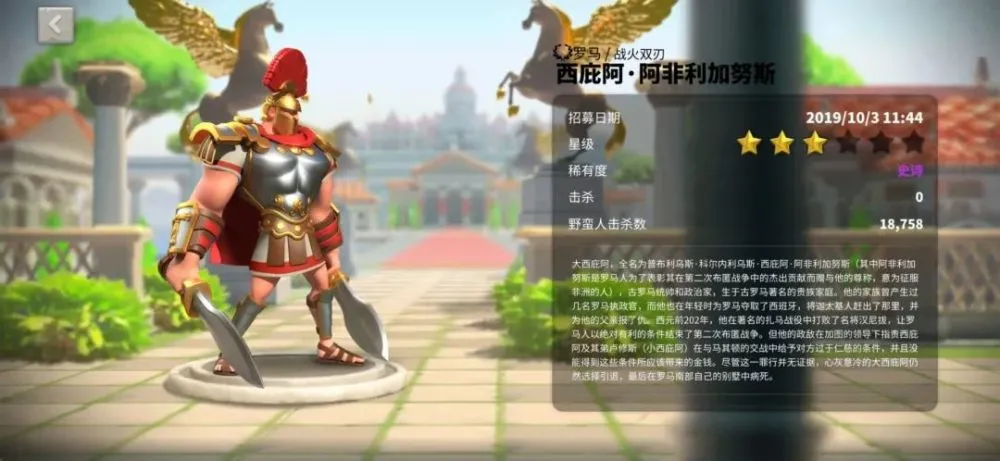 罗马 / 战火双刃
西庇阿·阿非利加努斯
招募日期 2019/10/3 11:44
星级
稀有度 史诗
击杀 0
野蛮人击杀数 18,758
大西庇阿，全名为普布利乌斯·科尔内利乌斯·西庇阿·阿非利加努斯（其中阿非利加
努斯是罗马人为了表彰其在第二次布匿战争中的杰出贡献而赠与他的尊称，意为征服
非洲的人），古罗马统帅和政治家，生于古罗马著名的贵族家庭。他的家族曾产生过
几名罗马执政官，而他也在年轻时为罗马夺取了西班牙，将迦太基人赶出了那里，并
为他的父亲报了仇。西元前202年，他在著名的扎马战役中打败了名将汉尼拔，让罗
马人以绝对有利的条件结束了第二次布匿战争。但他的政敌在加图的领导下指责西庇
阿及其弟卢修斯（小西庇阿）在与马其顿的交战中给予对方过于仁慈的条件，并且没
能得到这些条件所应该带来的金钱。尽管这一罪行并无证据，心灰意冷的大西庇阿仍
然选择引退，最后在罗马南部自己的别墅中病死。